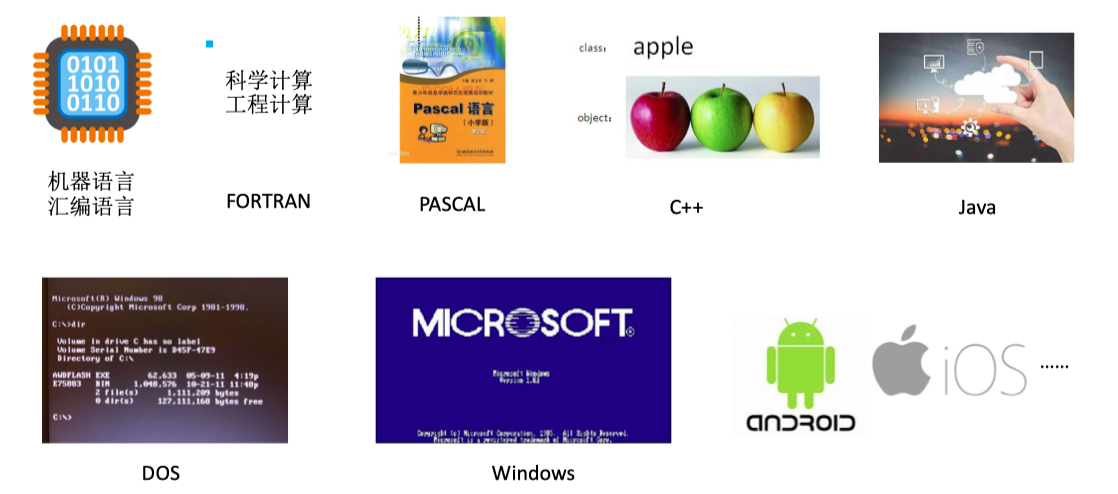 0101
1010
0110
机器语言
汇编语言
科学计算
工程计算
FORTRAN
Pascal 语言
(小学版)
PASCAL
class:
apple
object:
C++
Java
Microsoft(R) Windows 98
(C)Copyright Microsoft Corp 1981-1998.
C:\>dir
Volume in drive C has no label
Volume Serial Number is D45F-47E9
Directory of C:\
AWDFLASH EXE 62,633 05-09-11 4:19p
E75883 BIN 1,048,576 10-21-11 11:48p
2 file(s) 1,111,209 bytes
0 dir(s) 127,111,168 bytes free
C:\>
DOS
MICROSOFT®
Microsoft Windows
Version 1.01
Copyright (c) Microsoft Corporation, 1985. All Rights Reserved.
Microsoft is a registered trademark of Microsoft Corp.
Windows
ANDROID
iOS
……